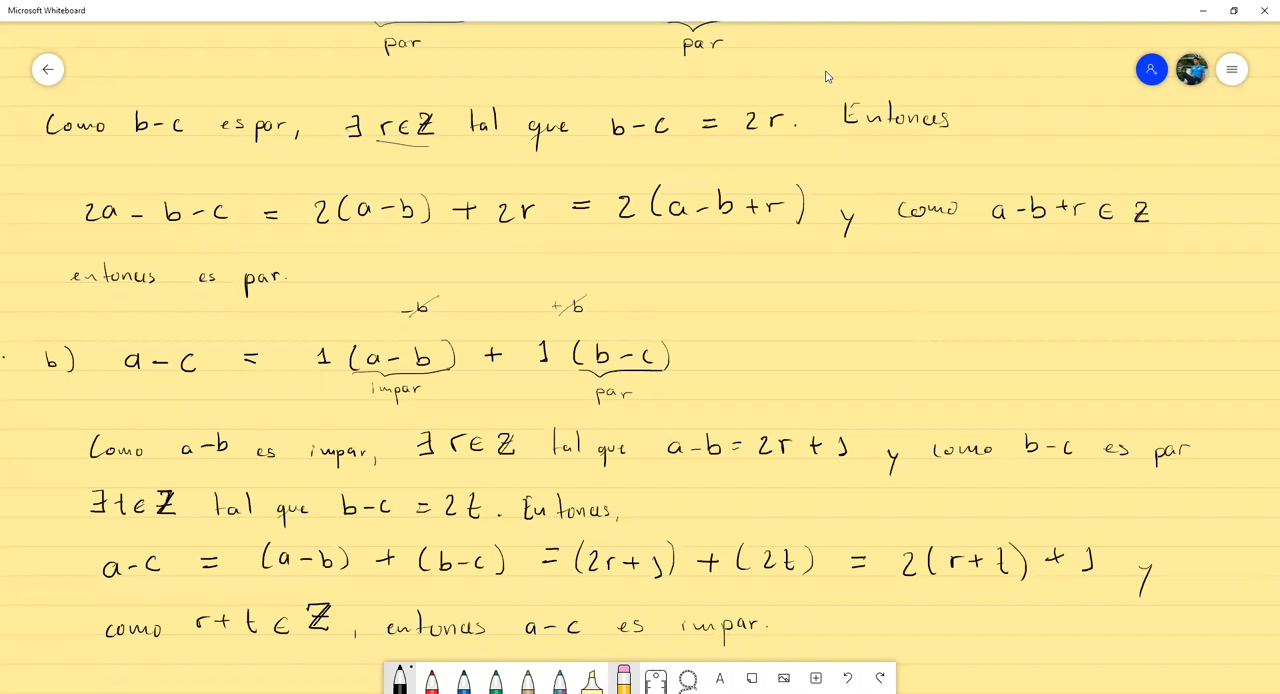 Microsoft Whiteboard
par par
Como b-c es par, ∃ r∈ℤ tal que b-c = 2r. Entonces
2a - b - c = 2(a-b) + 2r = 2(a-b+r) y como a-b+r ∈ ℤ
entonces es par.
-b +b
b) a-c = 1(a-b) + 1(b-c)
impar par
Como a-b es impar, ∃ r∈ℤ tal que a-b=2r+1 y como b-c es par
∃t∈ℤ tal que b-c = 2t. Entonces,
a-c = (a-b) + (b-c) = (2r+1) + (2t) = 2(r+t) + 1 y
como r+t ∈ ℤ, entonces a-c es impar.
A